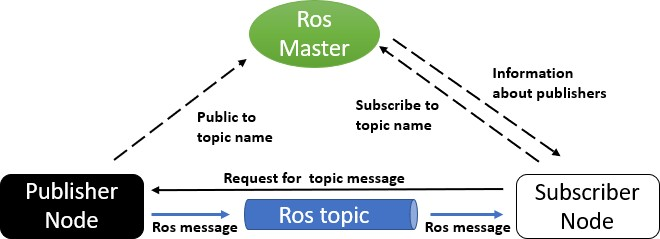 Ros
Master
Information
about publishers
Public to
topic name
Subscribe to
topic name
Request for topic message
Publisher
Node
Ros message
Ros topic
Ros message
Subscriber
Node